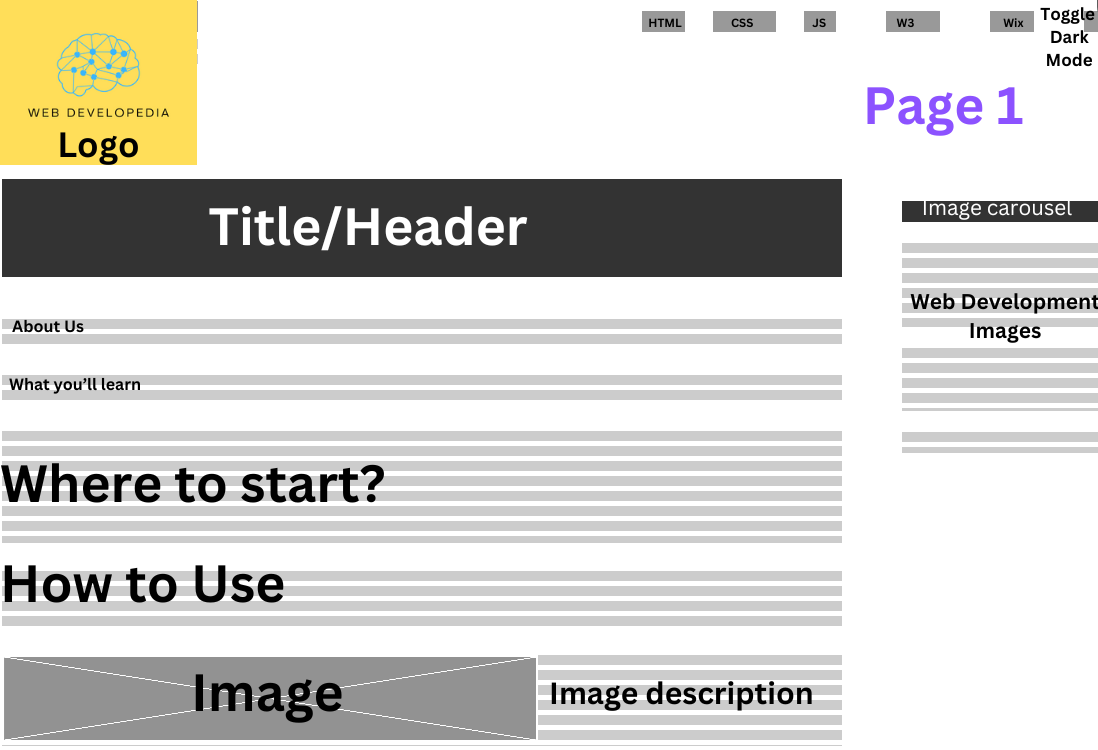 HTML
CSS
JS
W3
Wix
Toggle
Dark
Mode
WEB DEVELOPEDIA
Logo
Page 1
Title/Header
Image carousel
Web Development
Images
About Us
What you'll learn
Where to start?
How to Use
Image
Image description